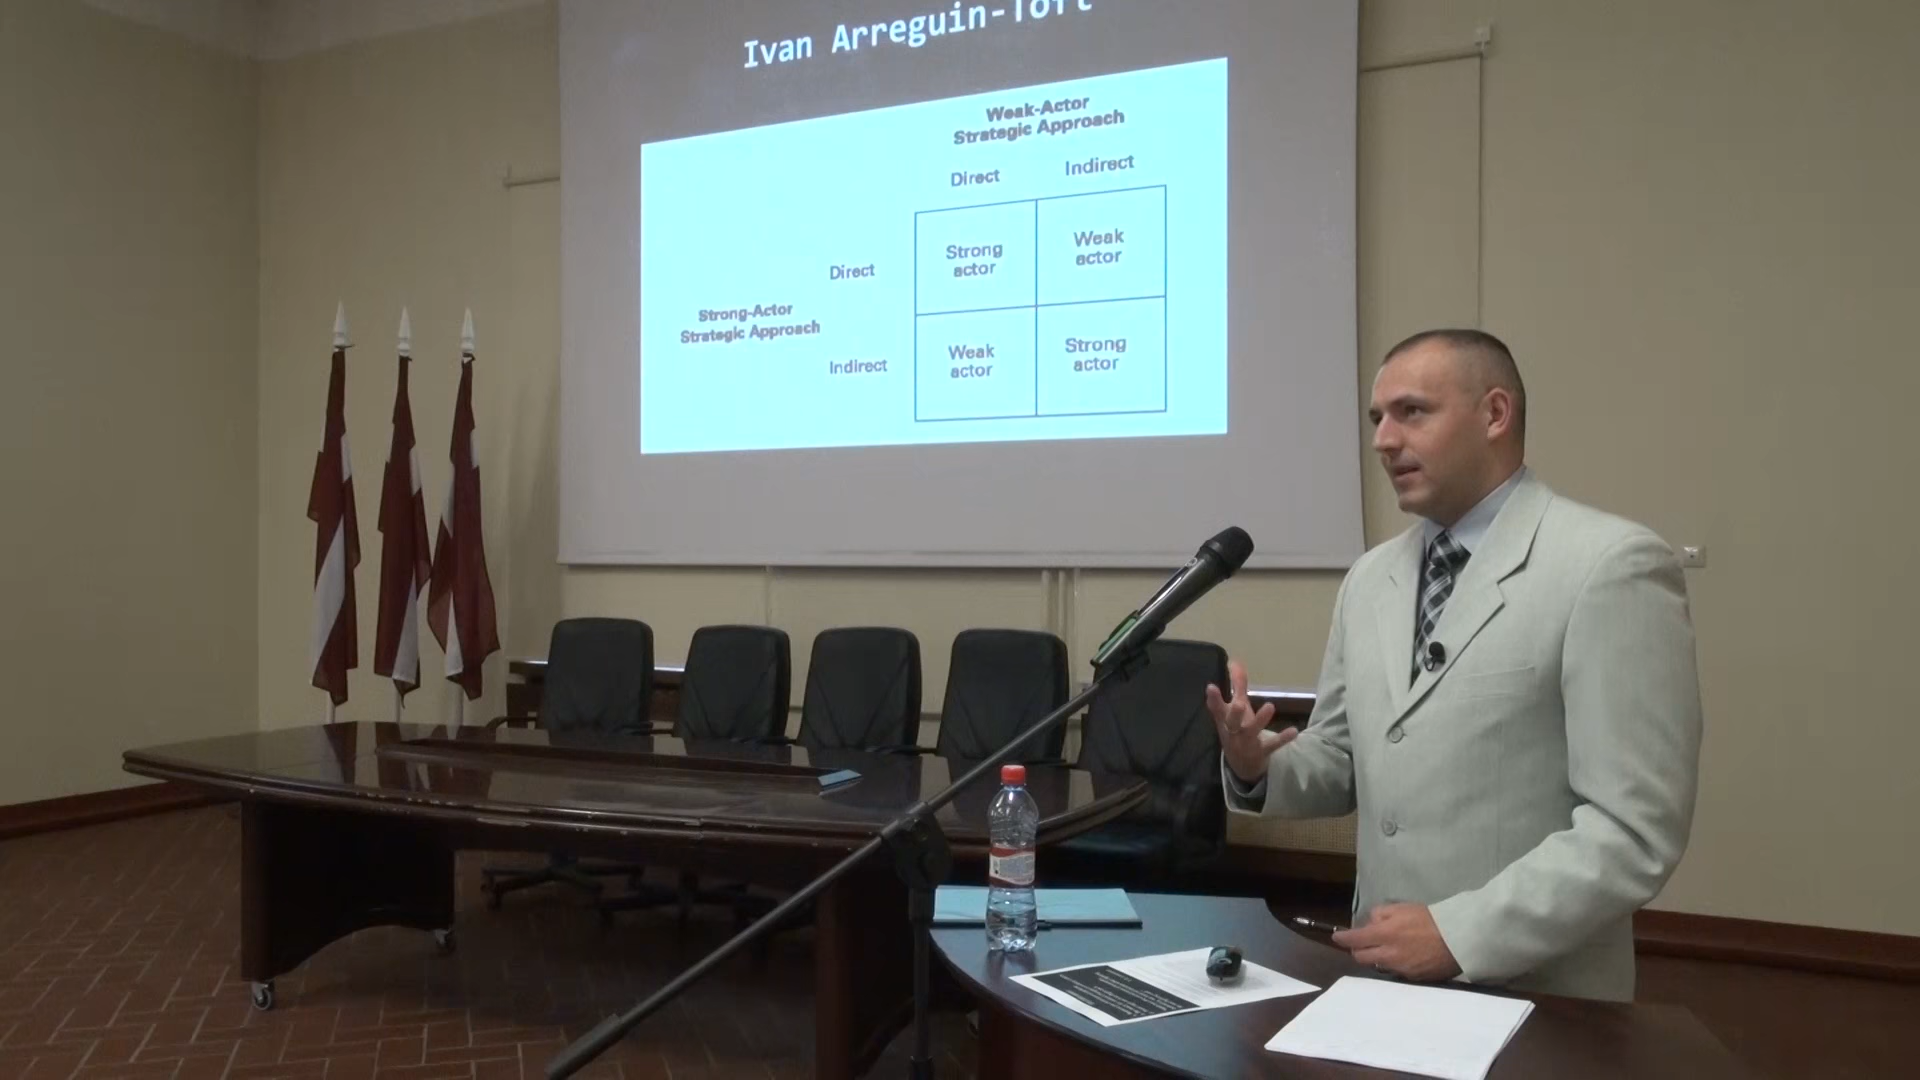 Ivan Arreguin-Toft
Weak-Actor
Strategic Approach
Direct
Indirect
Direct
Strong
actor
Weak
actor
Strong-Actor
Strategic Approach
Indirect
Weak
actor
Strong
actor